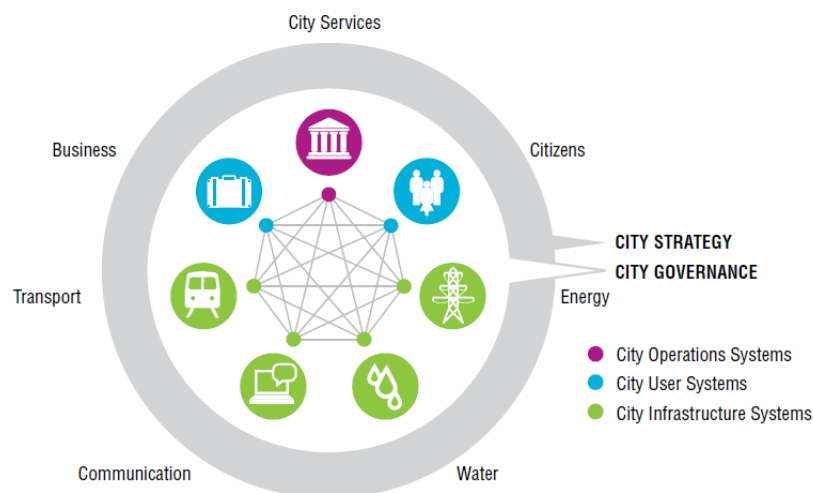 City Services
Business
Citizens
CITY STRATEGY
CITY GOVERNANCE
Transport
Energy
City Operations Systems
City User Systems
City Infrastructure Systems
Communication
Water